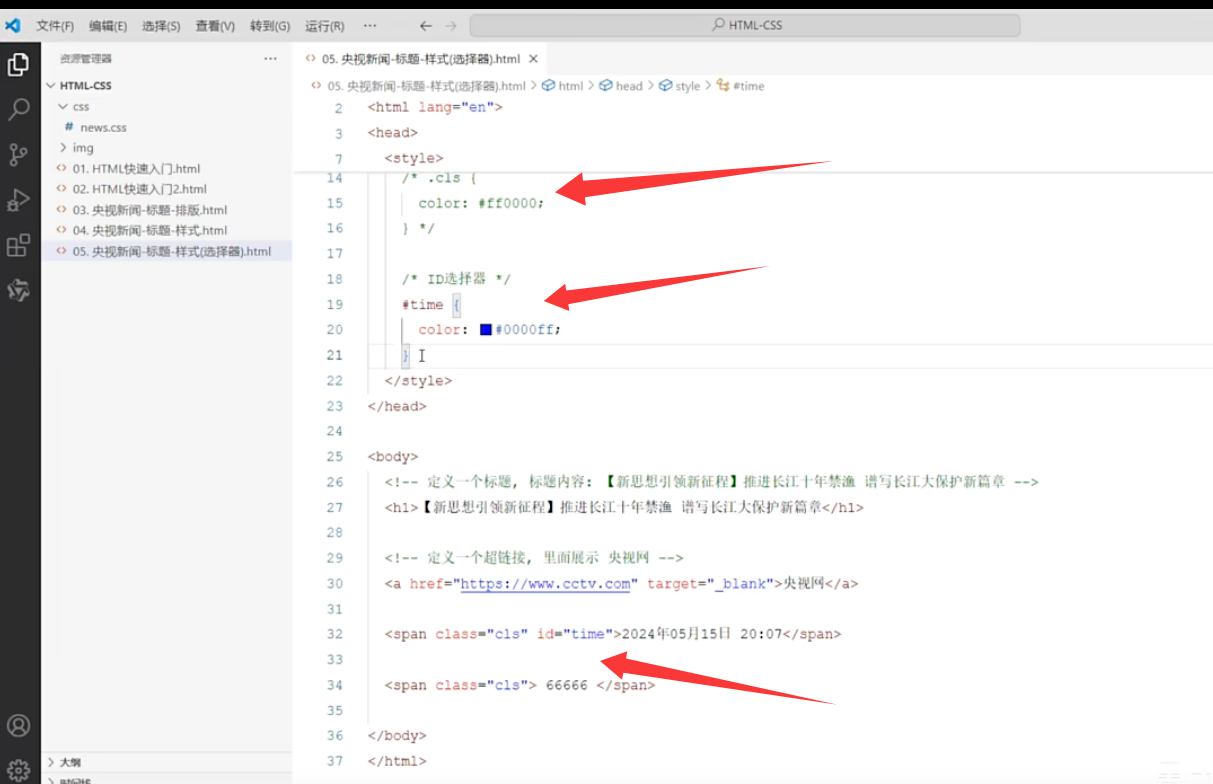 文件(F) 编辑(E) 选择(S) 查看(V) 转到(G) 运行(R) ··· ← → HTML-CSS
资源管理器 ···
HTML-CSS
css
# news.css
img
<> 01. HTML快速入门.html
<> 02. HTML快速入门2.html
<> 03. 央视新闻-标题-排版.html
<> 04. 央视新闻-标题-样式.html
<> 05. 央视新闻-标题-样式(选择器).html
大纲
<> 05. 央视新闻-标题-样式(选择器).html ×
<> 05. 央视新闻-标题-样式(选择器).html > html > head > style > #time
2 <html lang="en">
3 <head>
7 <style>
14 /* .cls {
15 color: #ff0000;
16 } */
17
18 /* ID选择器 */
19 #time {
20 color: #0000ff;
21 }
22 </style>
23 </head>
24
25 <body>
26 <!-- 定义一个标题, 标题内容: 【新思想引领新征程】推进长江十年禁渔 谱写长江大保护新篇章 -->
27 <h1>【新思想引领新征程】推进长江十年禁渔 谱写长江大保护新篇章</h1>
28
29 <!-- 定义一个超链接, 里面展示 央视网 -->
30 <a href="https://www.cctv.com" target="_blank">央视网</a>
31
32 <span class="cls" id="time">2024年05月15日 20:07</span>
33
34 <span class="cls"> 66666 </span>
35
36 </body>
37 </html>